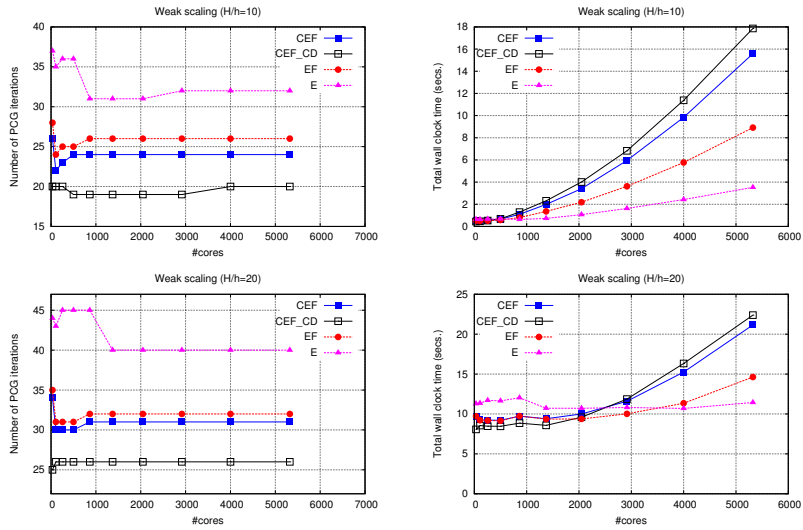 Weak scaling (H/h=10)
Number of PCG iterations
40
35
30
25
20
15
CEF
CEF_CD
EF
E
0 1000 2000 3000 4000 5000 6000 7000
#cores
Weak scaling (H/h=10)
Total wall clock time (secs.)
18
16
14
12
10
8
6
4
2
0
CEF
CEF_CD
EF
E
0 1000 2000 3000 4000 5000 6000
#cores
Weak scaling (H/h=20)
Number of PCG iterations
45
40
35
30
25
CEF
CEF_CD
EF
E
0 1000 2000 3000 4000 5000 6000 7000
#cores
Weak scaling (H/h=20)
Total wall clock time (secs.)
25
20
15
10
5
0
CEF
CEF_CD
EF
E
0 1000 2000 3000 4000 5000 6000
#cores